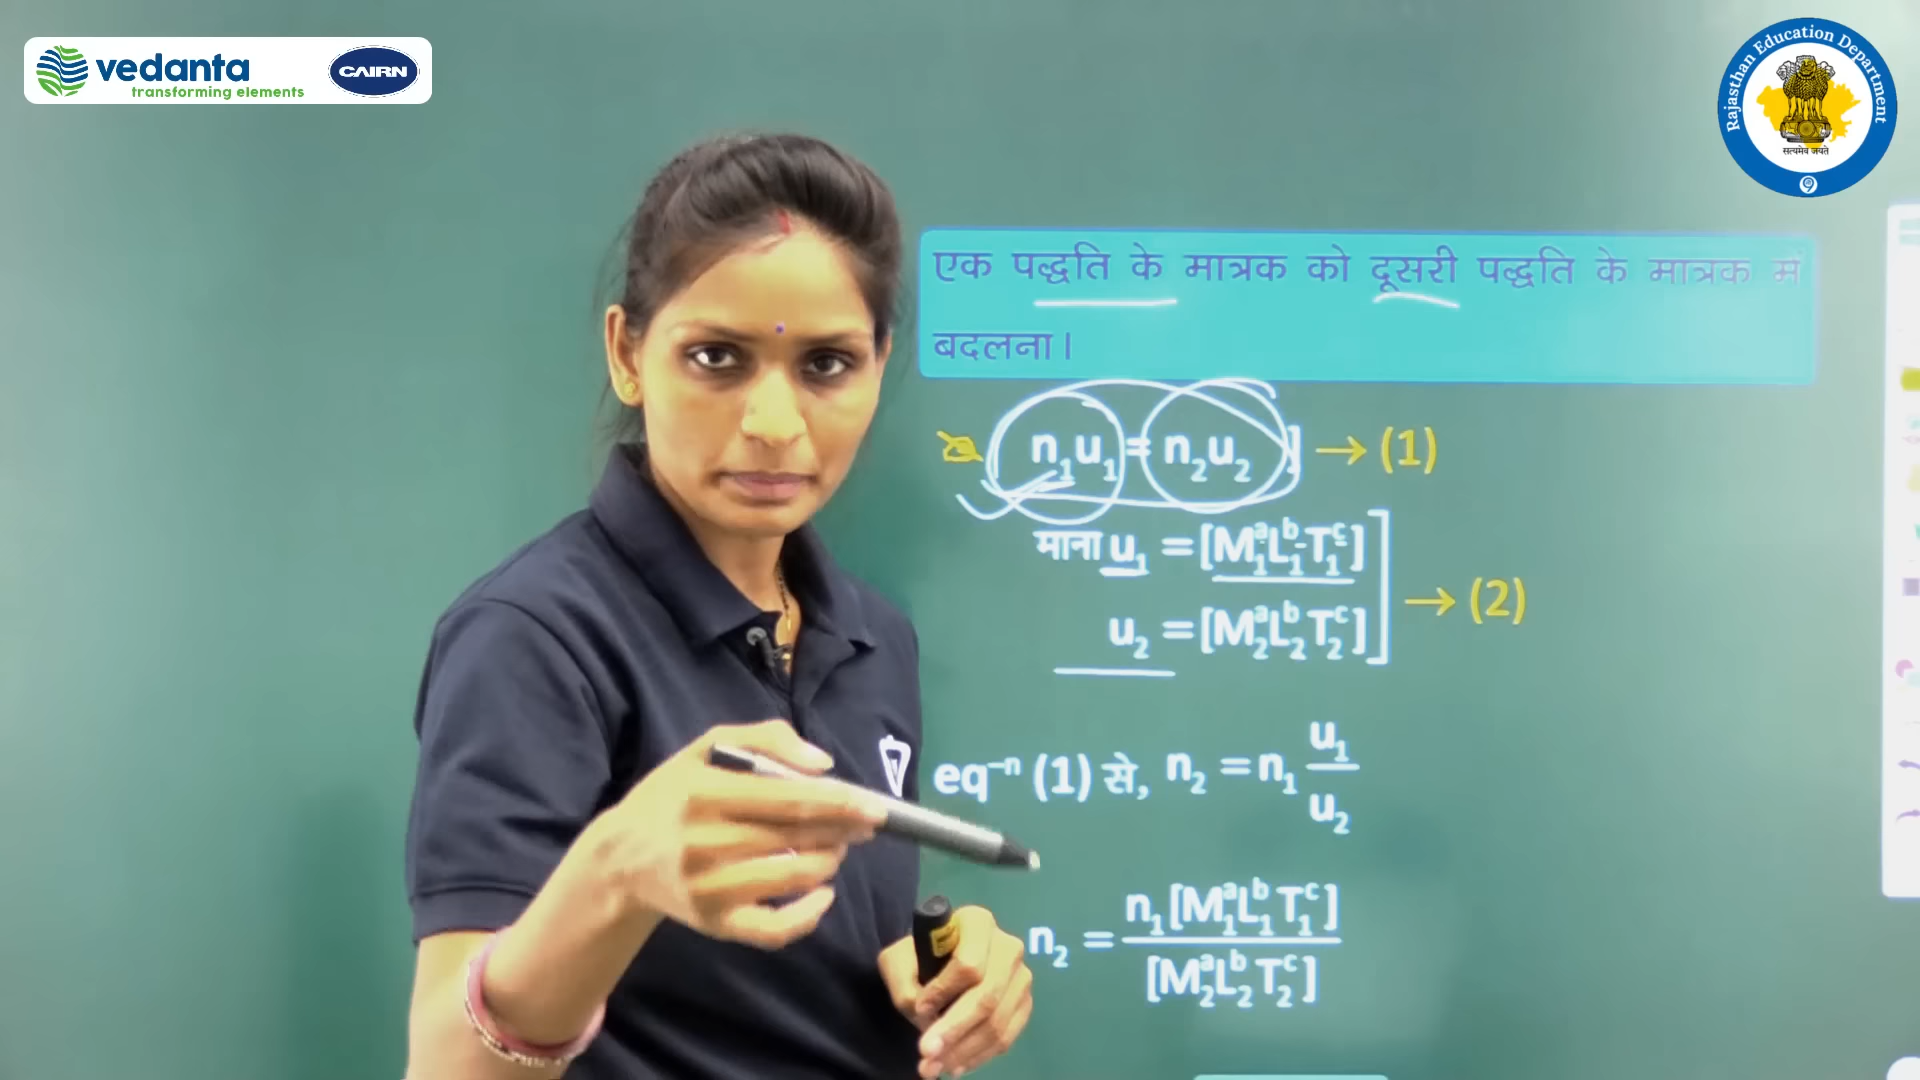 vedanta
transforming elements
CAIRN
Rajasthan Education Department
सत्यमेव जयते
एक पद्धति के मात्रक को दूसरी पद्धति के मात्रक में
बदलना।
n₁u₁ = n₂u₂] → (1)
माना u₁ = [M₁ᵃL₁ᵇT₁ᶜ]
u₂ = [M₂ᵃL₂ᵇT₂ᶜ] → (2)
eq⁻ⁿ (1) से, n₂ = n₁ u₁/u₂
n₂ = n₁[M₁ᵃL₁ᵇT₁ᶜ]/[M₂ᵃL₂ᵇT₂ᶜ]